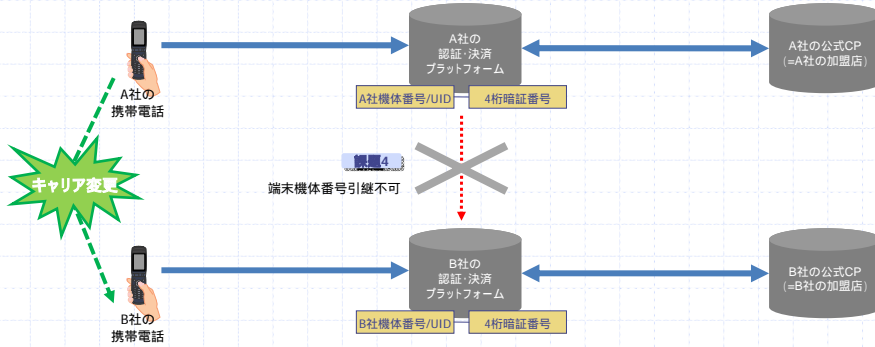 A社の
携帯電話
A社の
認証・決済
プラットフォーム
A社の公式CP
(=A社の加盟店)
A社機体番号/UID
4桁暗証番号
課題4
端末機体番号引継不可
キャリア変更
B社の
携帯電話
B社の
認証・決済
プラットフォーム
B社の公式CP
(=B社の加盟店)
B社機体番号/UID
4桁暗証番号